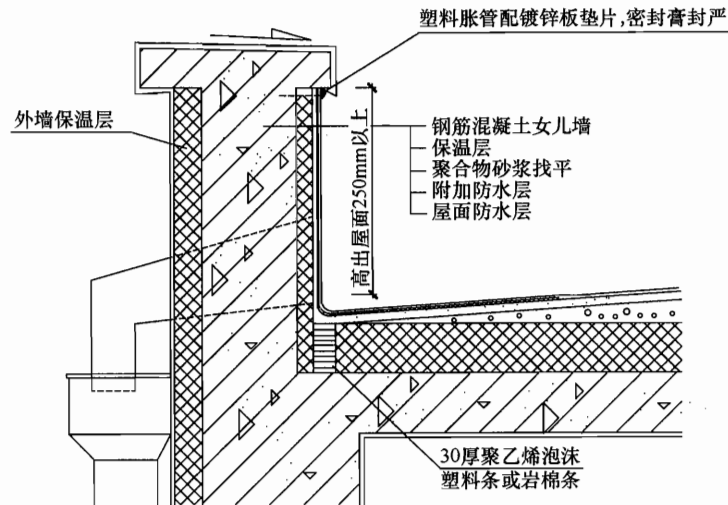 塑料胀管配镀锌板垫片,密封膏封严
外墙保温层
高出屋面250mm以上
钢筋混凝土女儿墙
保温层
聚合物砂浆找平
附加防水层
屋面防水层
30厚聚乙烯泡沫
塑料条或岩棉条